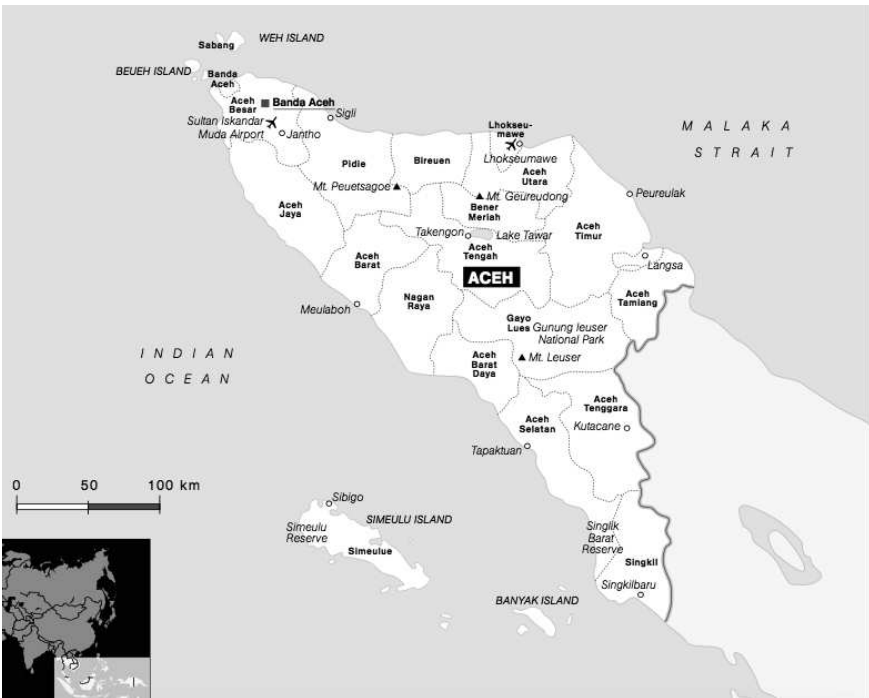 WEH ISLAND
Sabang
BEUEH ISLAND
Banda
Aceh
Aceh
Besar
Banda Aceh
Sigli
Sultan Iskandar
Muda Airport
Jantho
Lhokseu-
mawe
Lhokseumawe
MALAKA
STRAIT
Pidie
Bireuen
Aceh
Utara
Mt. Peuetsagoe
Mt. Geureudong
Peureulak
Bener
Meriah
Aceh
Jaya
Takengon
Lake Tawar
Aceh
Timur
Aceh
Tengah
Aceh
Barat
Langsa
ACEH
Nagan
Raya
Aceh
Tamiang
Meulaboh
Gayo
Lues
Gunung leuser
National Park
INDIAN
OCEAN
Aceh
Barat
Daya
Mt. Leuser
Aceh
Tenggara
Aceh
Selatan
Kutacane
Tapaktuan
0 50 100 km
Sibigo
Simeulu
Reserve
SIMEULU ISLAND
Simeulue
Singlik
Barat
Reserve
Singkil
Singkilbaru
BANYAK ISLAND